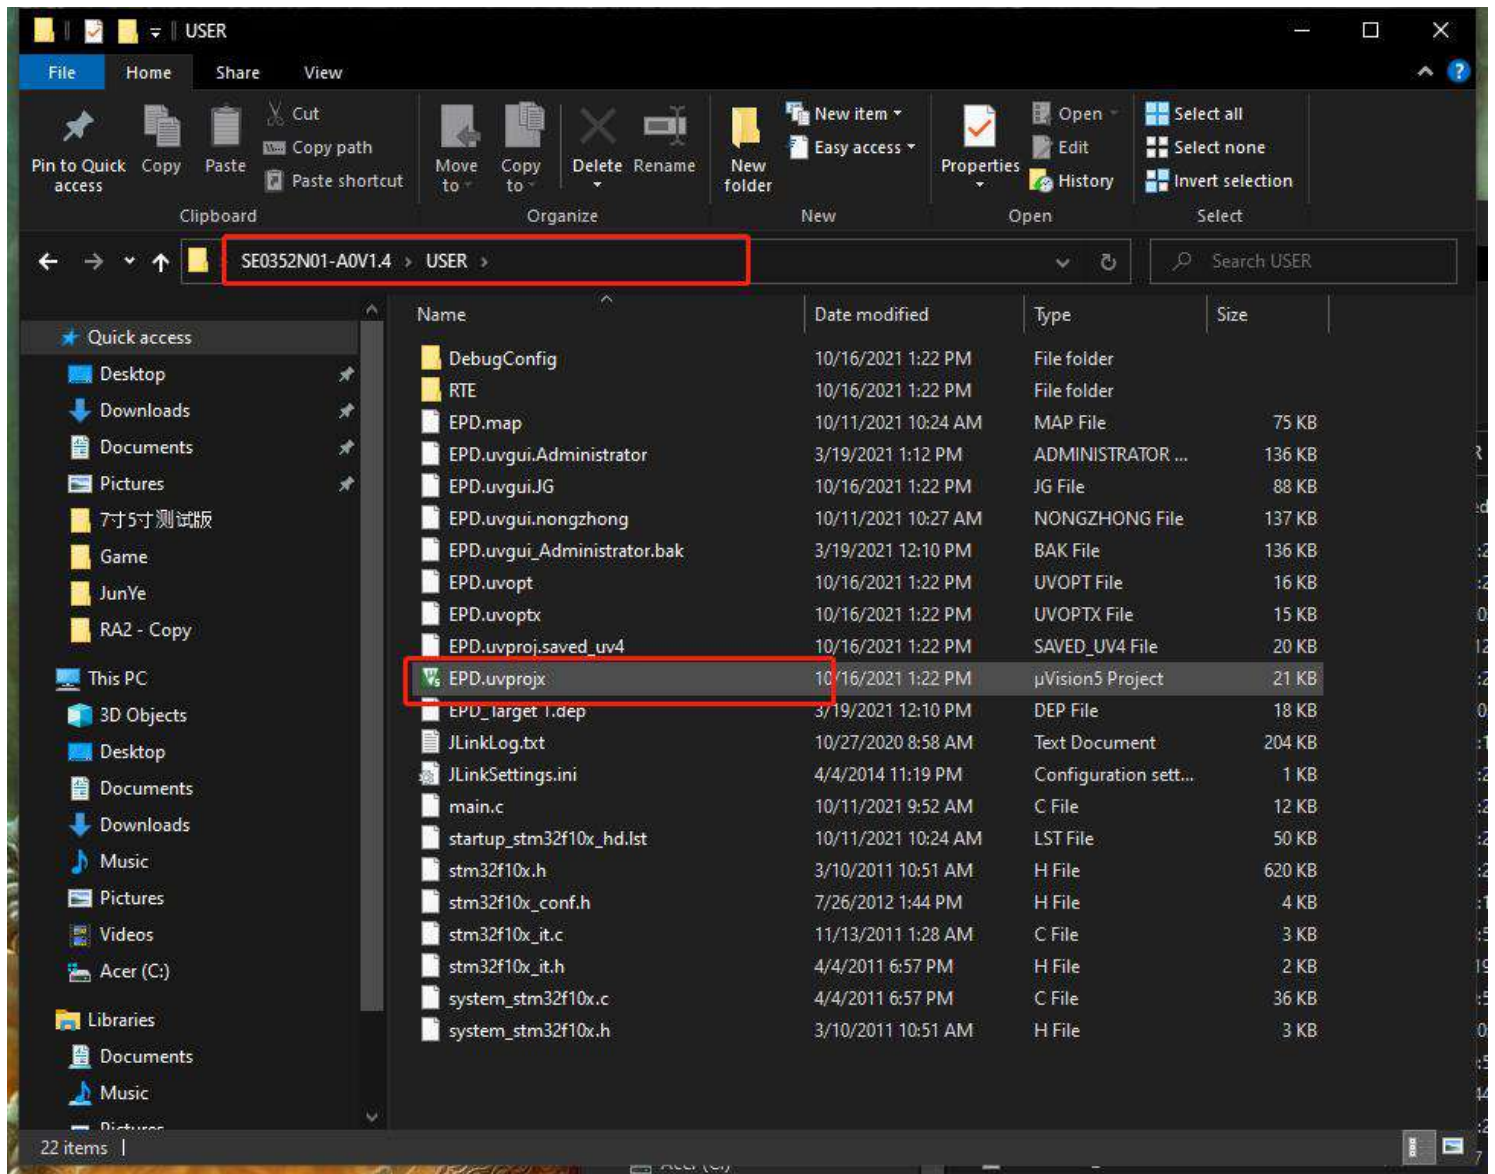 USER
File Home Share View
Pin to Quick access
Copy
Paste
Cut
Copy path
Paste shortcut
Clipboard
Move to
Copy to
Delete
Rename
Organize
New folder
New item
Easy access
New
Properties
Open
Edit
History
Open
Select all
Select none
Invert selection
Select
SE0352N01-A0V1.4 › USER ›
Search USER
Quick access
Desktop
Downloads
Documents
Pictures
7寸5寸测试版
Game
JunYe
RA2 - Copy
This PC
3D Objects
Desktop
Documents
Downloads
Music
Pictures
Videos
Acer (C:)
Libraries
Documents
Music
Pictures
Name Date modified Type Size
DebugConfig 10/16/2021 1:22 PM File folder
RTE 10/16/2021 1:22 PM File folder
EPD.map 10/11/2021 10:24 AM MAP File 75 KB
EPD.uvgui.Administrator 3/19/2021 1:12 PM ADMINISTRATOR ... 136 KB
EPD.uvgui.JG 10/16/2021 1:22 PM JG File 88 KB
EPD.uvgui.nongzhong 10/11/2021 10:27 AM NONGZHONG File 137 KB
EPD.uvgui_Administrator.bak 3/19/2021 12:10 PM BAK File 136 KB
EPD.uvopt 10/16/2021 1:22 PM UVOPT File 16 KB
EPD.uvoptx 10/16/2021 1:22 PM UVOPTX File 15 KB
EPD.uvproj.saved_uv4 10/16/2021 1:22 PM SAVED_UV4 File 20 KB
EPD.uvprojx 10/16/2021 1:22 PM µVision5 Project 21 KB
EPD_Target 1.dep 3/19/2021 12:10 PM DEP File 18 KB
JLinkLog.txt 10/27/2020 8:58 AM Text Document 204 KB
JLinkSettings.ini 4/4/2014 11:19 PM Configuration sett... 1 KB
main.c 10/11/2021 9:52 AM C File 12 KB
startup_stm32f10x_hd.lst 10/11/2021 10:24 AM LST File 50 KB
stm32f10x.h 3/10/2011 10:51 AM H File 620 KB
stm32f10x_conf.h 7/26/2012 1:44 PM H File 4 KB
stm32f10x_it.c 11/13/2011 1:28 AM C File 3 KB
stm32f10x_it.h 4/4/2011 6:57 PM H File 2 KB
system_stm32f10x.c 4/4/2011 6:57 PM C File 36 KB
system_stm32f10x.h 3/10/2011 10:51 AM H File 3 KB
22 items
Acer (C:)